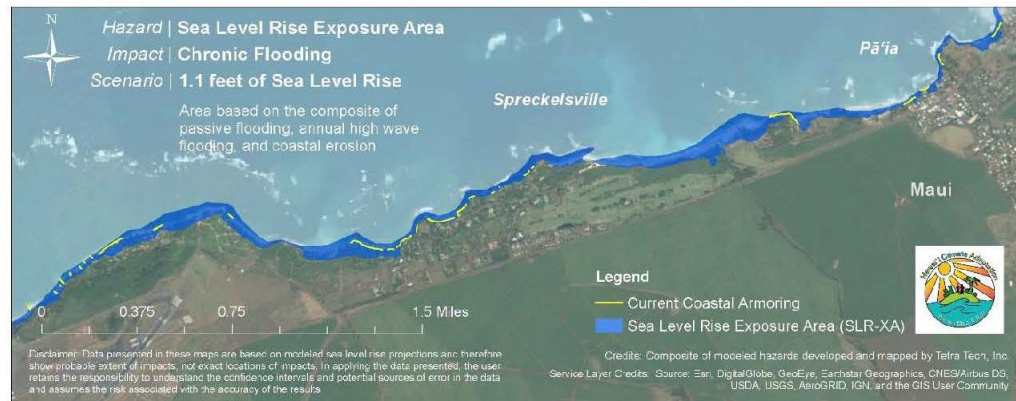 N
Hazard | Sea Level Rise Exposure Area
Impact | Chronic Flooding
Scenario | 1.1 feet of Sea Level Rise
Area based on the composite of
passive flooding, annual high wave
flooding, and coastal erosion
Spreckelsville
Pā'ia
Maui
0 0.375 0.75 1.5 Miles
Legend
Current Coastal Armoring
Sea Level Rise Exposure Area (SLR-XA)
Hawai'i Climate Adaptation
Disclaimer: Data presented in these maps are based on modeled sea level rise projections and therefore
show probable extent of impacts, not exact locations of impacts. In applying the data presented, the user
retains the responsibility to understand the confidence intervals and potential sources of error in the data
and assumes the risk associated with the accuracy of the results
Credits: Composite of modeled hazards developed and mapped by Tetra Tech, Inc.
Service Layer Credits: Source: Esri, DigitalGlobe, GeoEye, Earthstar Geographics, CNES/Airbus DS,
USDA, USGS, AeroGRID, IGN, and the GIS User Community